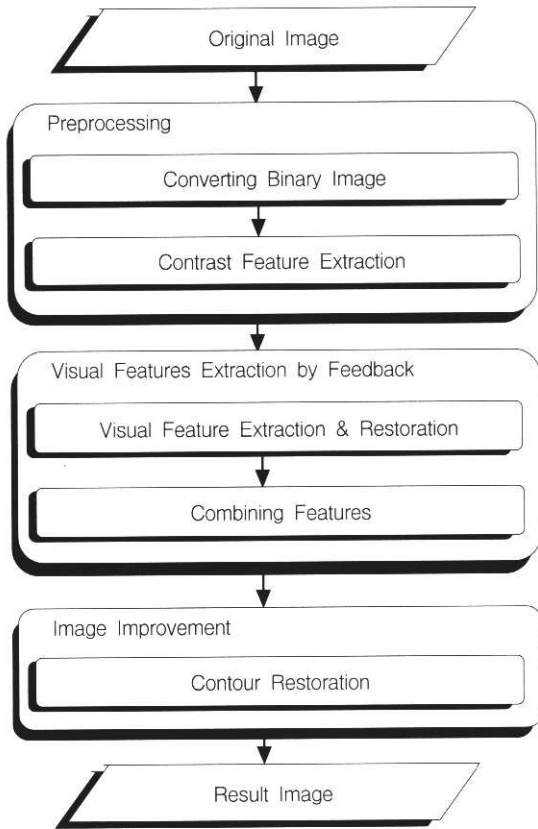 Original Image
Preprocessing
Converting Binary Image
Contrast Feature Extraction
Visual Features Extraction by Feedback
Visual Feature Extraction & Restoration
Combining Features
Image Improvement
Contour Restoration
Result Image